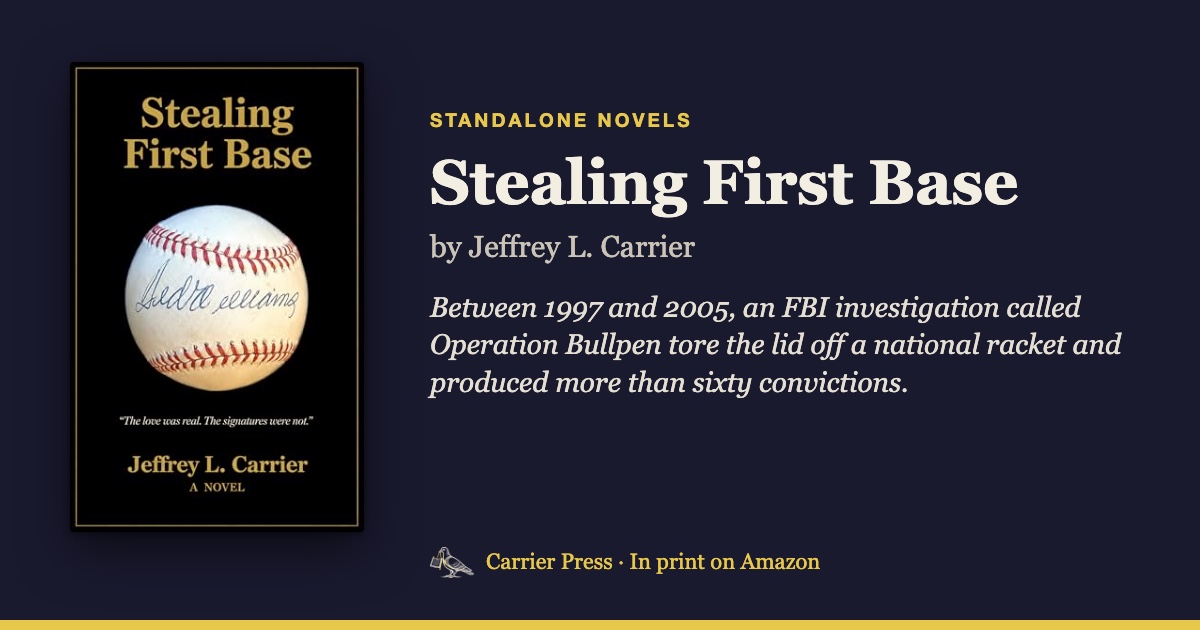 Stealing
First Base
Ted Williams
“The love was real. The signatures were not.”
Jeffrey L. Carrier
A NOVEL
STANDALONE NOVELS
Stealing First Base
by Jeffrey L. Carrier
Between 1997 and 2005, an FBI investigation called
Operation Bullpen tore the lid off a national racket and
produced more than sixty convictions.
Carrier Press · In print on Amazon